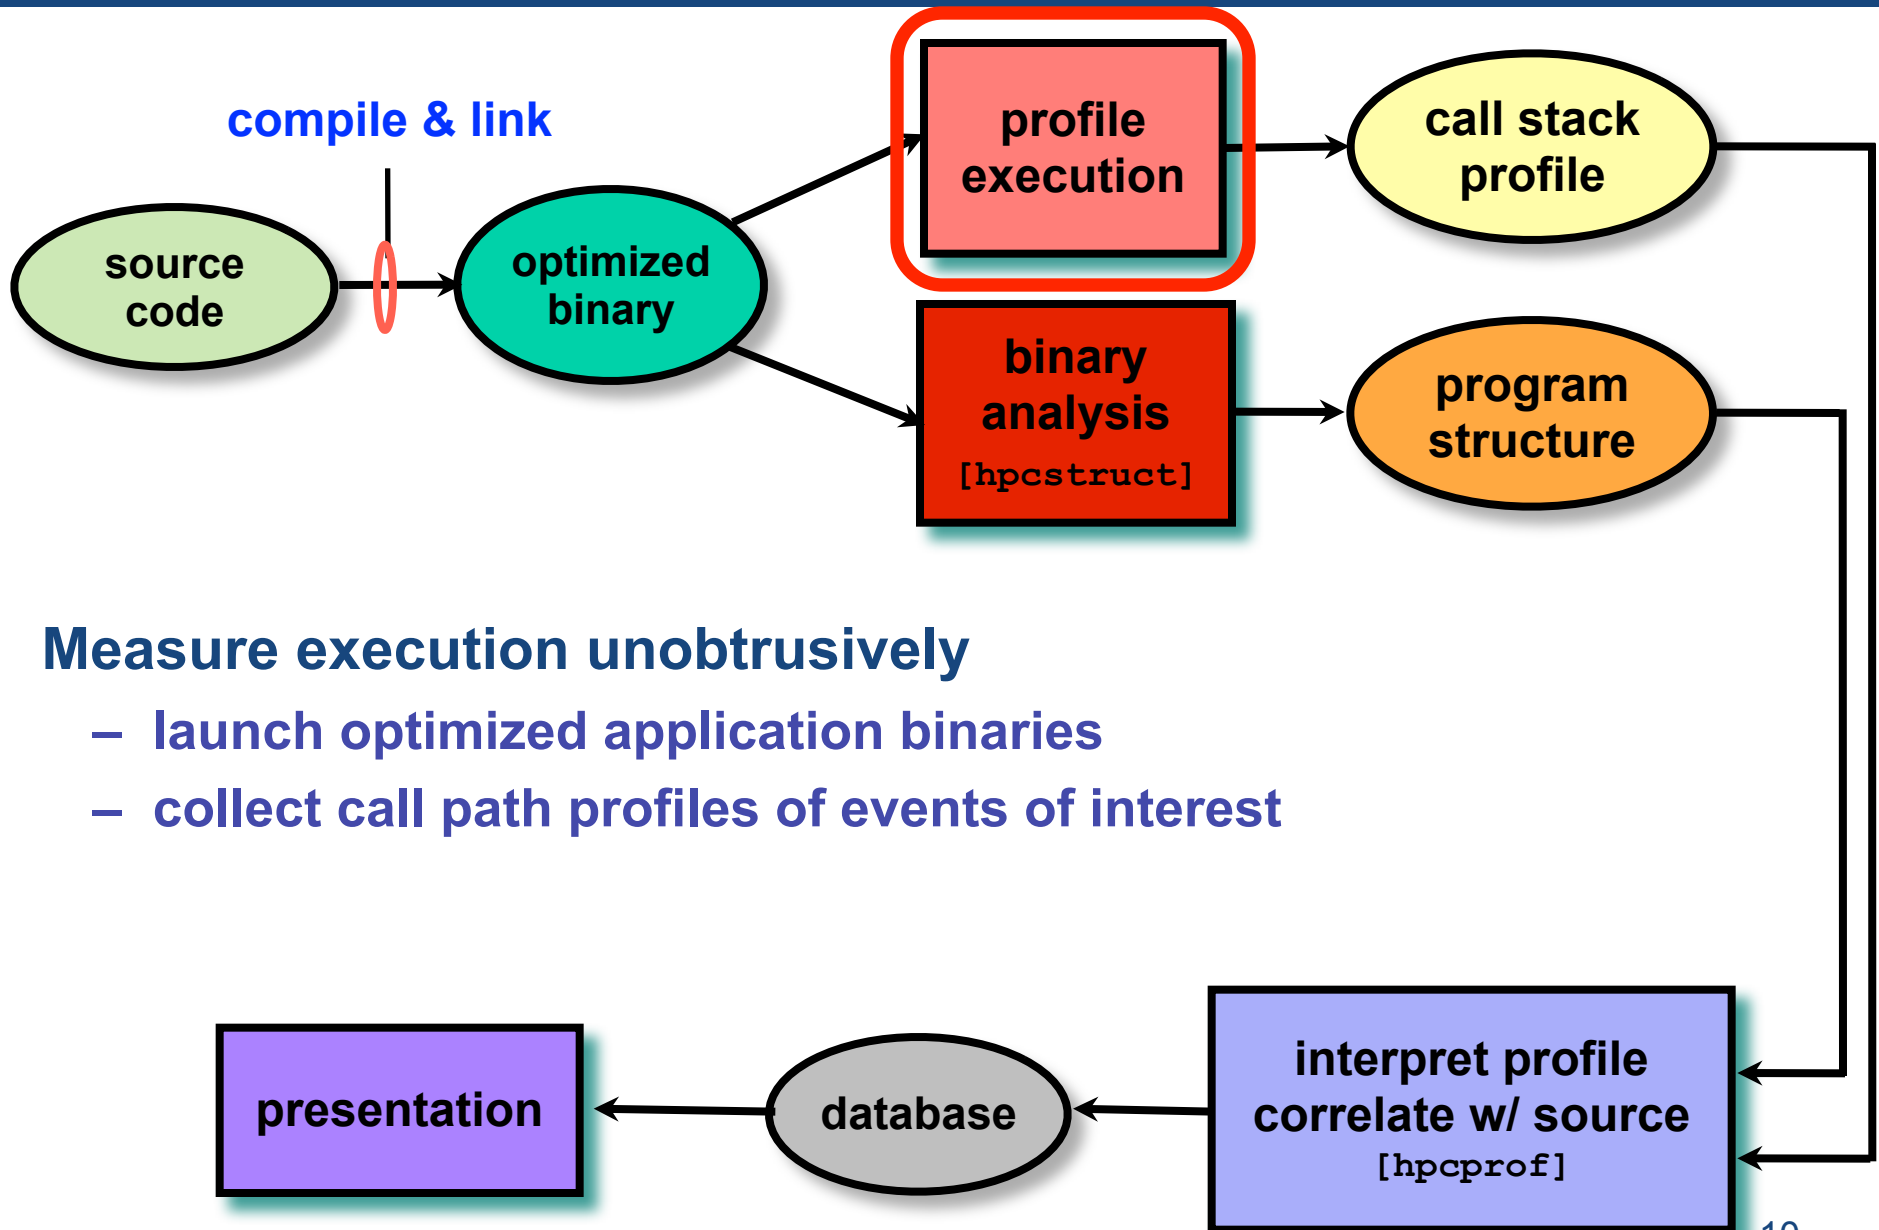 compile & link
source
code
optimized
binary
profile
execution
call stack
profile
binary
analysis
[hpcstruct]
program
structure
Measure execution unobtrusively
– launch optimized application binaries
– collect call path profiles of events of interest
presentation
database
interpret profile
correlate w/ source
[hpcprof]